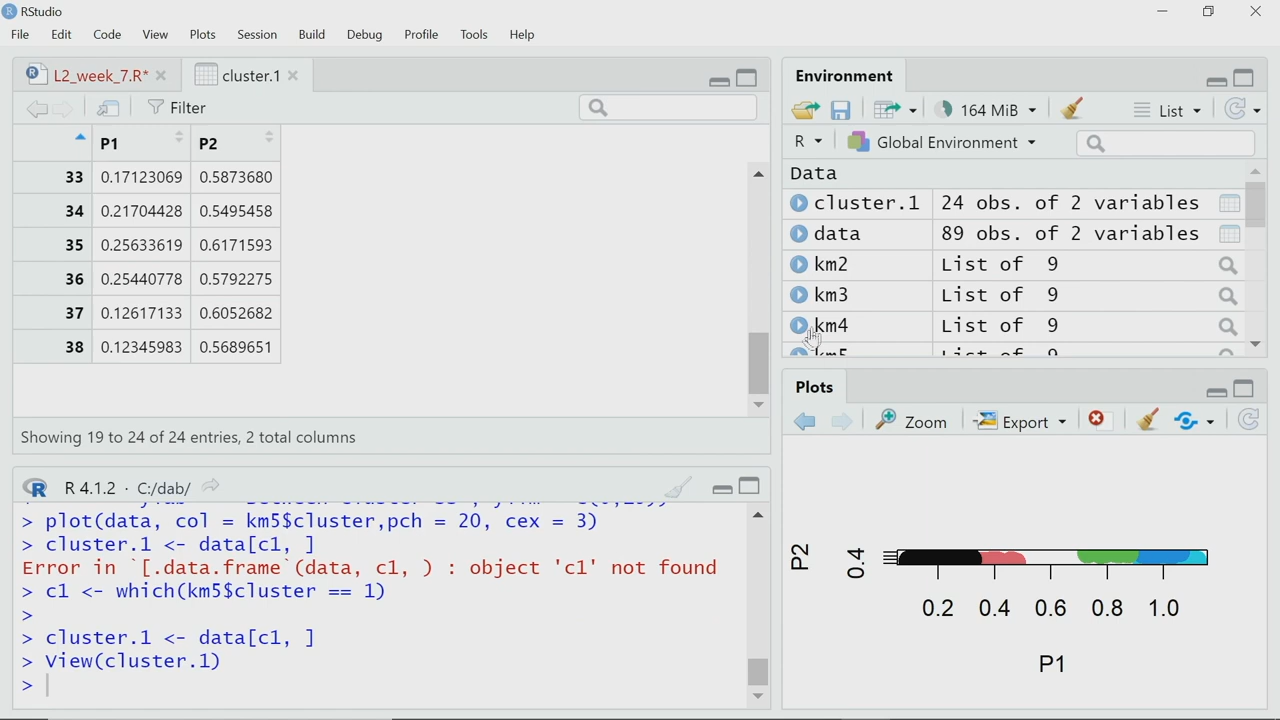 RStudio
File Edit Code View Plots Session Build Debug Profile Tools Help
L2_week_7.R* cluster.1
Filter
P1 P2
33 0.17123069 0.5873680
34 0.21704428 0.5495458
35 0.25633619 0.6171593
36 0.25440778 0.5792275
37 0.12617133 0.6052682
38 0.12345983 0.5689651
Showing 19 to 24 of 24 entries, 2 total columns
R 4.1.2 · C:/dab/
> plot(data, col = km5$cluster,pch = 20, cex = 3)
> cluster.1 <- data[c1, ]
Error in `[.data.frame`(data, c1, ) : object 'c1' not found
> c1 <- which(km5$cluster == 1)
>
> cluster.1 <- data[c1, ]
> View(cluster.1)
>
Environment
164 MiB List
R Global Environment
Data
cluster.1 24 obs. of 2 variables
data 89 obs. of 2 variables
km2 List of 9
km3 List of 9
km4 List of 9
km5 List of 9
Plots
Zoom Export
P2
0.4
0.2 0.4 0.6 0.8 1.0
P1